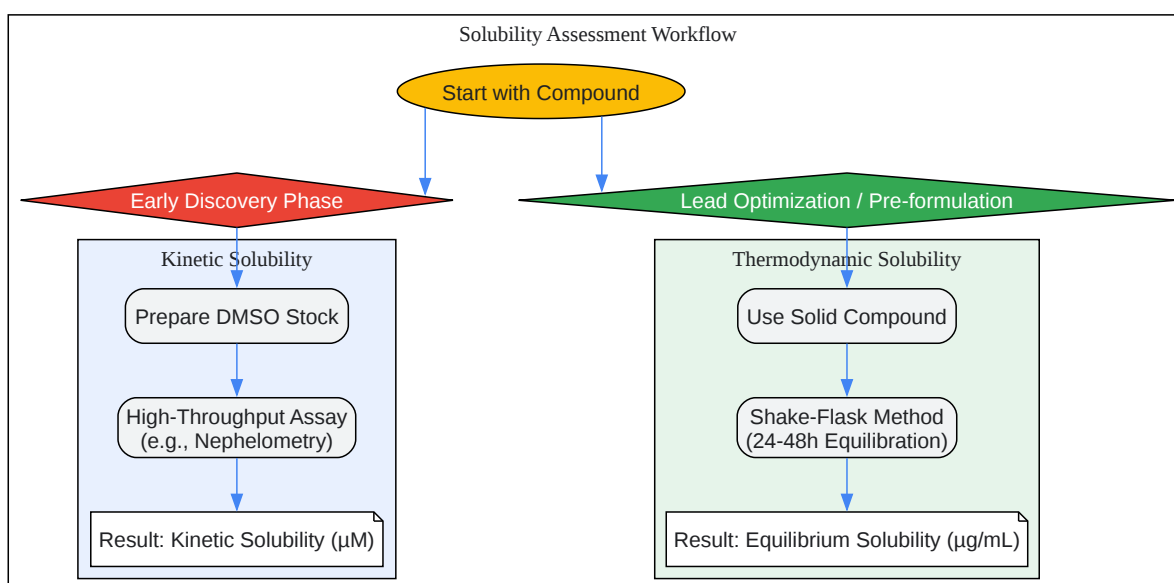 Solubility Assessment Workflow
Start with Compound
Early Discovery Phase
Lead Optimization / Pre-formulation
Kinetic Solubility
Thermodynamic Solubility
Prepare DMSO Stock
Use Solid Compound
High-Throughput Assay
(e.g., Nephelometry)
Shake-Flask Method
(24-48h Equilibration)
Result: Kinetic Solubility (µM)
Result: Equilibrium Solubility (µg/mL)